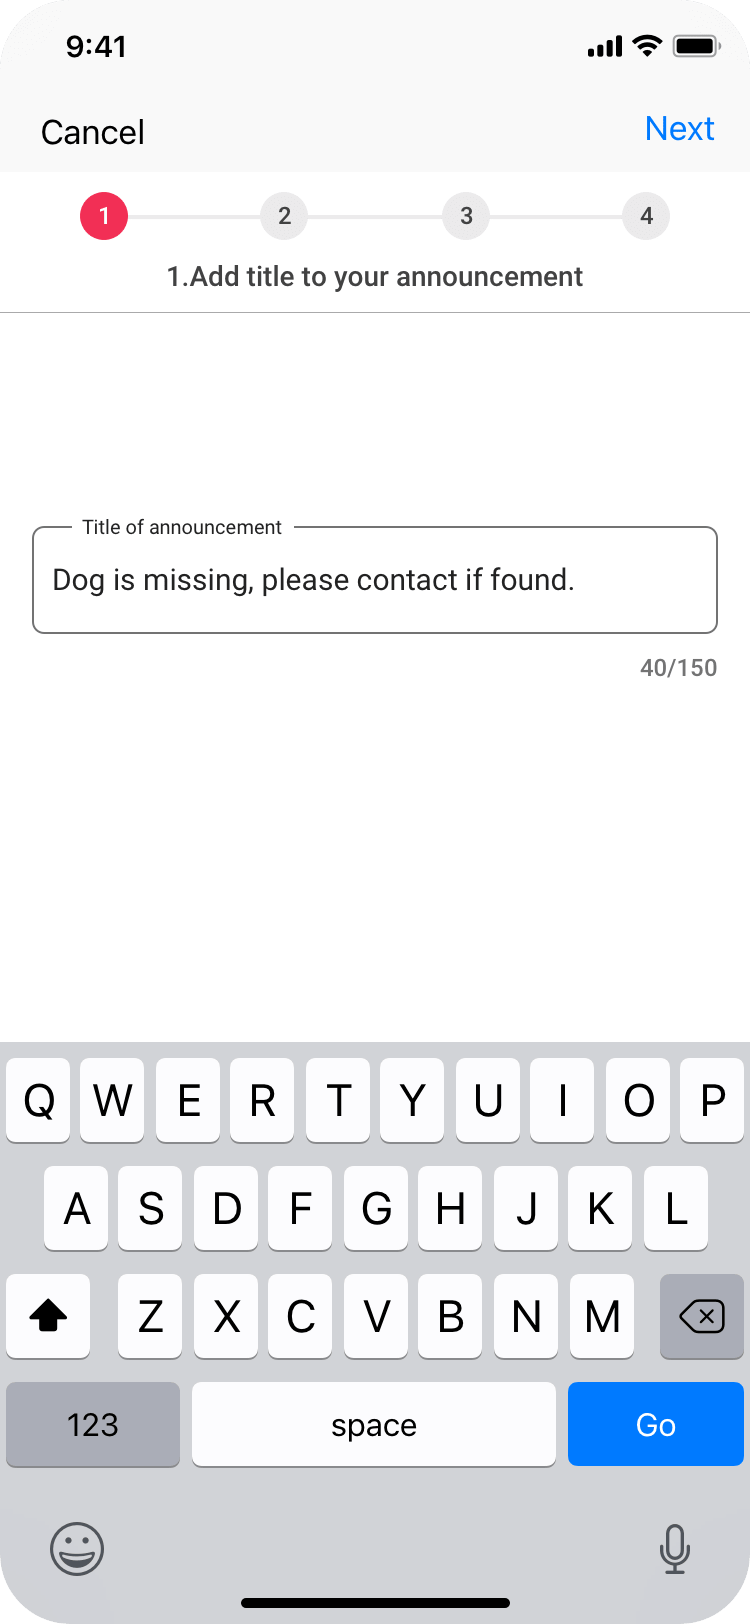 9:41
Cancel Next
1 2 3 4
1.Add title to your announcement
Title of announcement
Dog is missing, please contact if found.
40/150
Q W E R T Y U I O P
A S D F G H J K L
Z X C V B N M
123 space Go